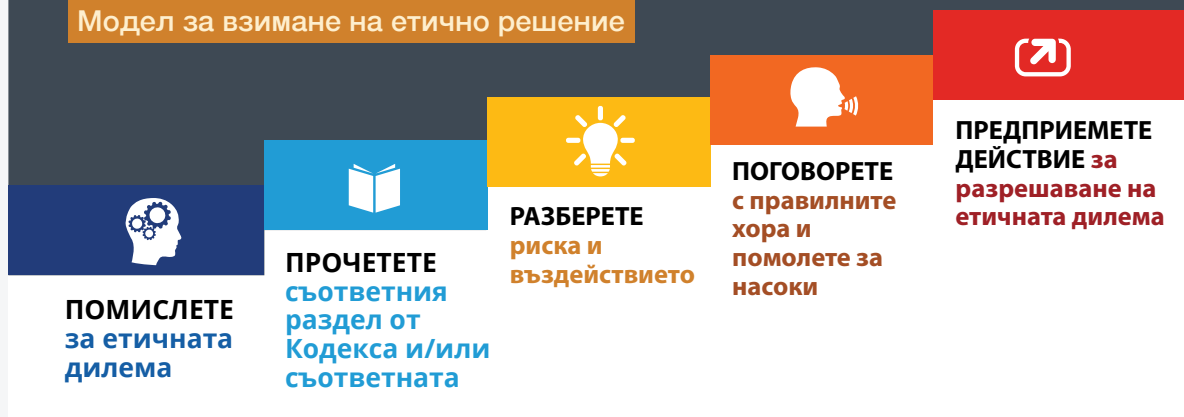 Модел за взимане на етично решение
ПОМИСЛЕТЕ
за етичната
дилема
ПРОЧЕТЕТЕ
съответния
раздел от
Кодекса и/или
съответната
РАЗБЕРЕТЕ
риска и
въздействието
ПОГОВОРЕТЕ
с правилните
хора и
помолете за
насоки
ПРЕДПРИЕМЕТЕ
ДЕЙСТВИЕ за
разрешаване на
етичната дилема